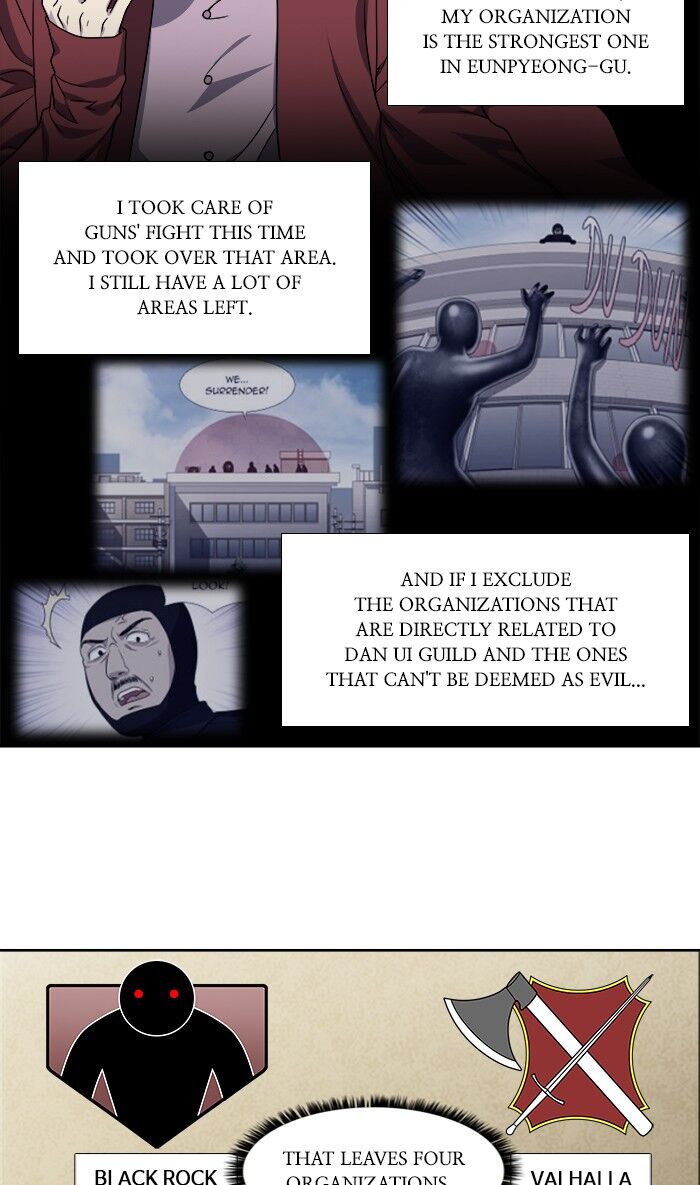 MY ORGANIZATION
IS THE STRONGEST ONE
IN EUNPYEONG-GU.
I TOOK CARE OF
GUNS' FIGHT THIS TIME
AND TOOK OVER THAT AREA.
I STILL HAVE A LOT OF
AREAS LEFT.
DU DUN
WE...
SURRENDER!
LOOK!
AND IF I EXCLUDE
THE ORGANIZATIONS THAT
ARE DIRECTLY RELATED TO
DAN UI GUILD AND THE ONES
THAT CAN'T BE DEEMED AS EVIL...
THAT LEAVES FOUR
ORGANIZATIONS
BLACK ROCK
VALHALLA